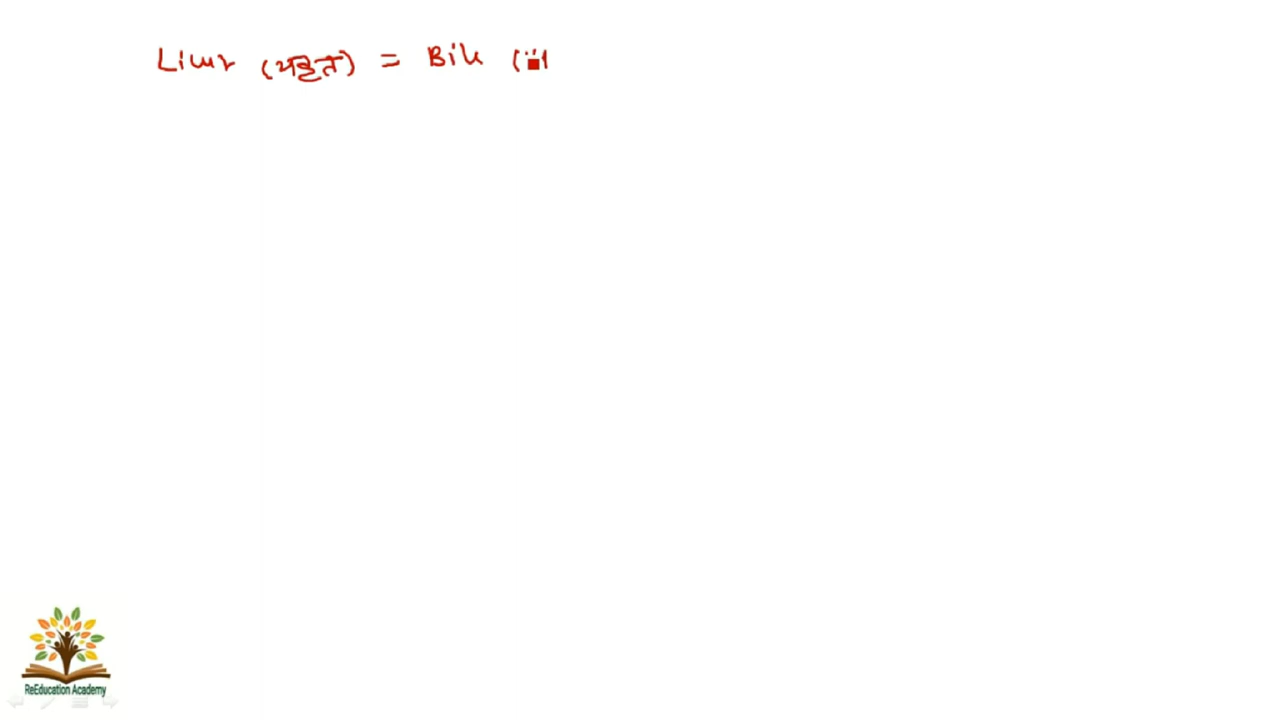 Liver (यकृत) = Bile (
ReEducation Academy